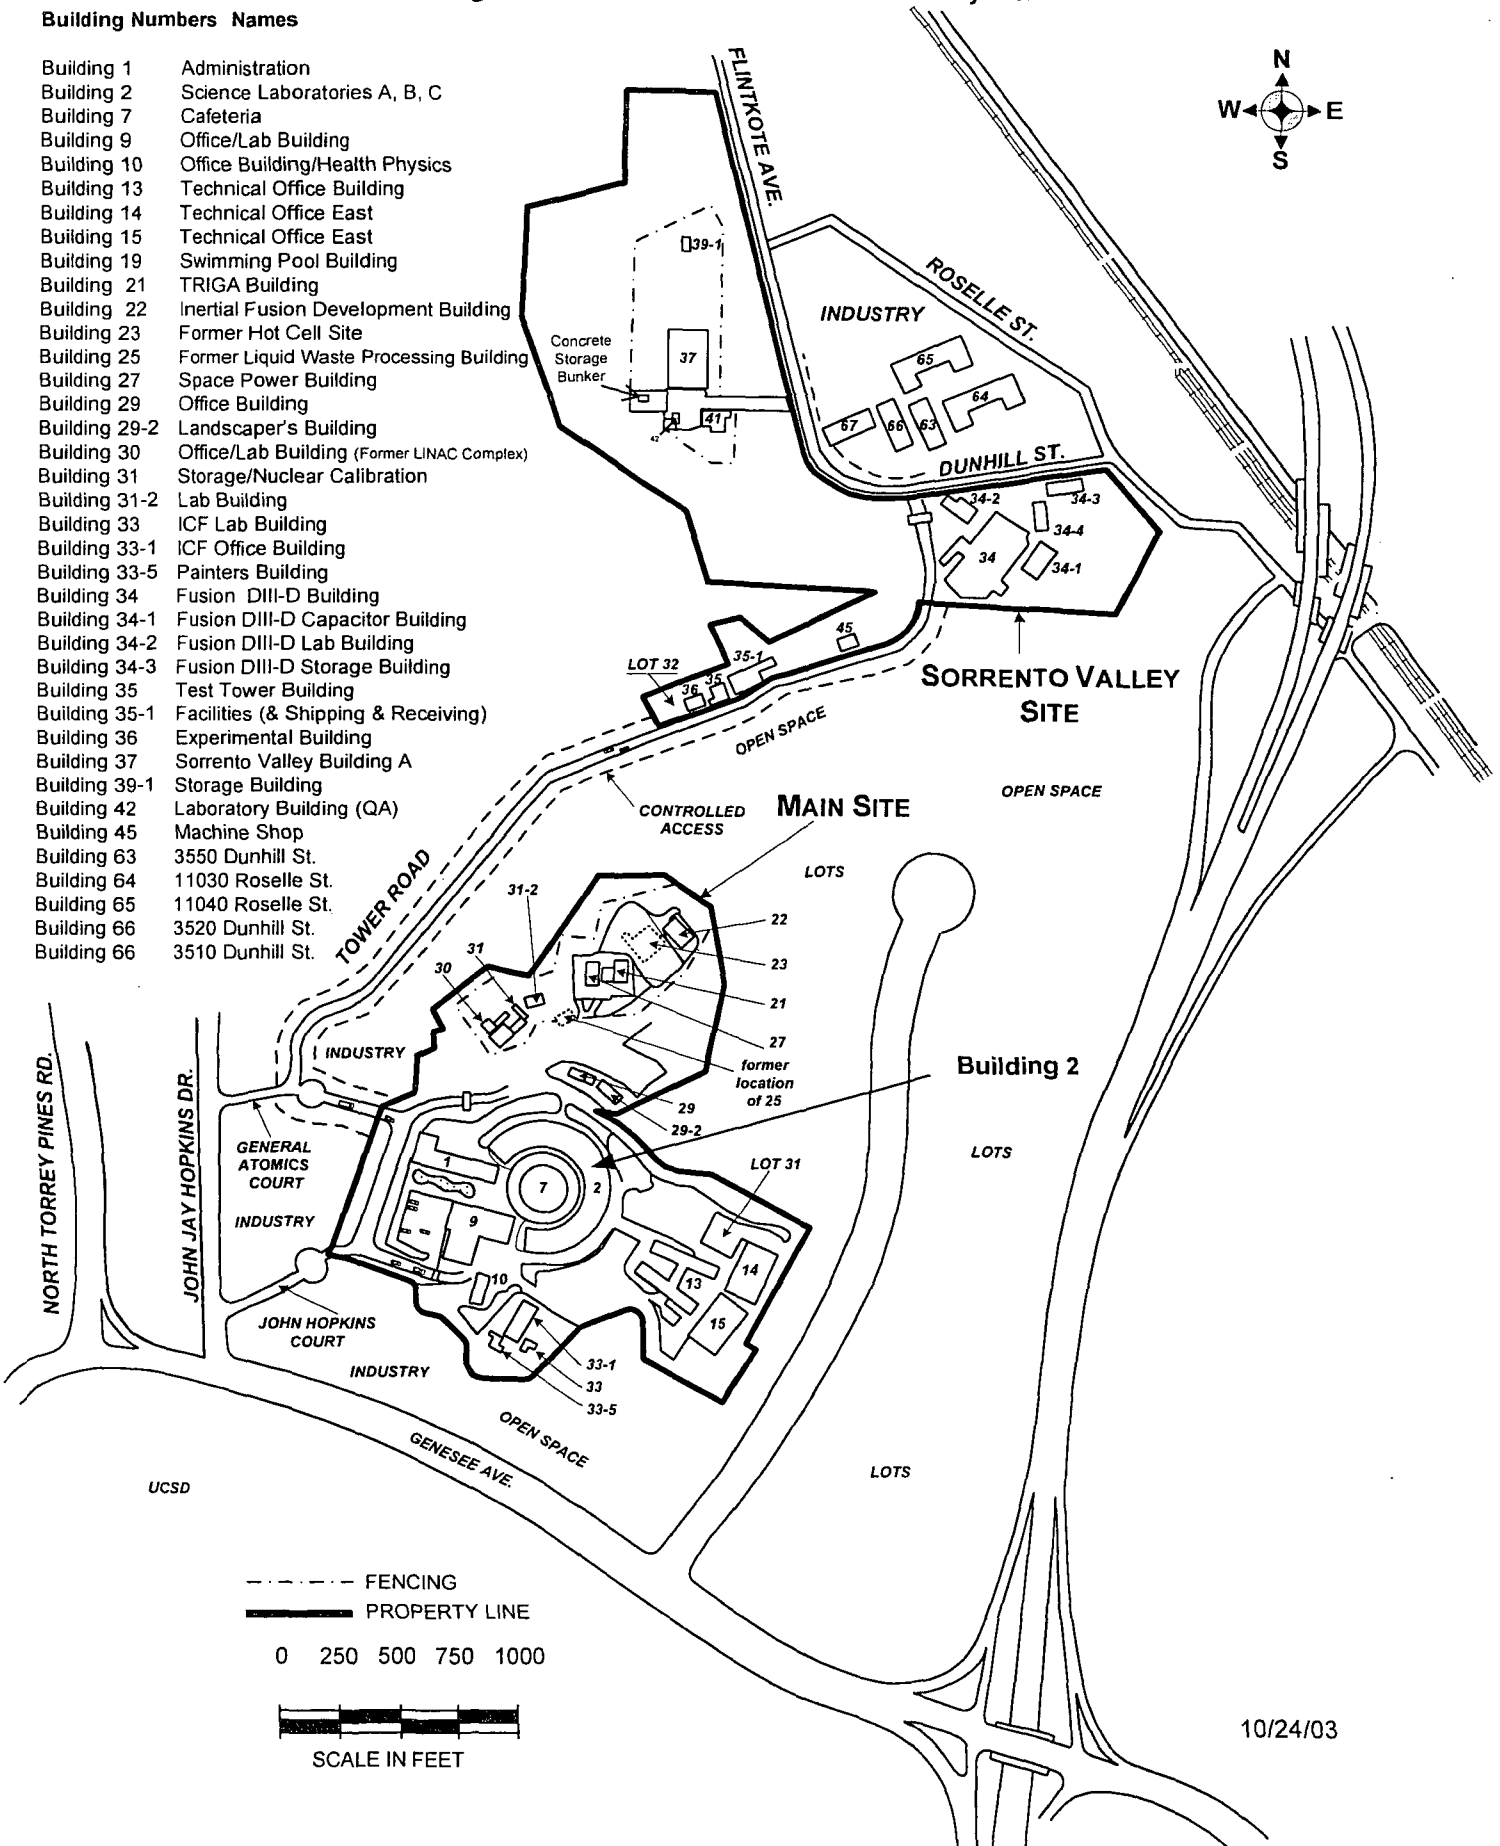 Building Numbers Names
Building 1 Administration
Building 2 Science Laboratories A, B, C
Building 7 Cafeteria
Building 9 Office/Lab Building
Building 10 Office Building/Health Physics
Building 13 Technical Office Building
Building 14 Technical Office East
Building 15 Technical Office East
Building 19 Swimming Pool Building
Building 21 TRIGA Building
Building 22 Inertial Fusion Development Building
Building 23 Former Hot Cell Site
Building 25 Former Liquid Waste Processing Building
Building 27 Space Power Building
Building 29 Office Building
Building 29-2 Landscaper's Building
Building 30 Office/Lab Building (Former LINAC Complex)
Building 31 Storage/Nuclear Calibration
Building 31-2 Lab Building
Building 33 ICF Lab Building
Building 33-1 ICF Office Building
Building 33-5 Painters Building
Building 34 Fusion DIII-D Building
Building 34-1 Fusion DIII-D Capacitor Building
Building 34-2 Fusion DIII-D Lab Building
Building 34-3 Fusion DIII-D Storage Building
Building 35 Test Tower Building
Building 35-1 Facilities (& Shipping & Receiving)
Building 36 Experimental Building
Building 37 Sorrento Valley Building A
Building 39-1 Storage Building
Building 42 Laboratory Building (QA)
Building 45 Machine Shop
Building 63 3550 Dunhill St.
Building 64 11030 Roselle St.
Building 65 11040 Roselle St.
Building 66 3520 Dunhill St.
Building 66 3510 Dunhill St.
FLINTKOTE AVE.
N
W E
S
39-1
ROSELLE ST.
INDUSTRY
Concrete
Storage
Bunker
37
65
64
41
42
67
66
63
DUNHILL ST.
34-2
34-3
34-4
34
34-1
45
35-1
LOT 32
35
36
SORRENTO VALLEY
SITE
OPEN SPACE
OPEN SPACE
CONTROLLED
ACCESS
MAIN SITE
LOTS
TOWER ROAD
31-2
22
31
30
23
21
27
INDUSTRY
former
location
of 25
Building 2
29
29-2
NORTH TORREY PINES RD.
JOHN JAY HOPKINS DR.
GENERAL
ATOMICS
COURT
LOTS
1
7
2
LOT 31
INDUSTRY
9
10
13
14
15
JOHN HOPKINS
COURT
INDUSTRY
33-1
33
33-5
OPEN SPACE
GENESEE AVE.
LOTS
UCSD
FENCING
PROPERTY LINE
0 250 500 750 1000
SCALE IN FEET
10/24/03